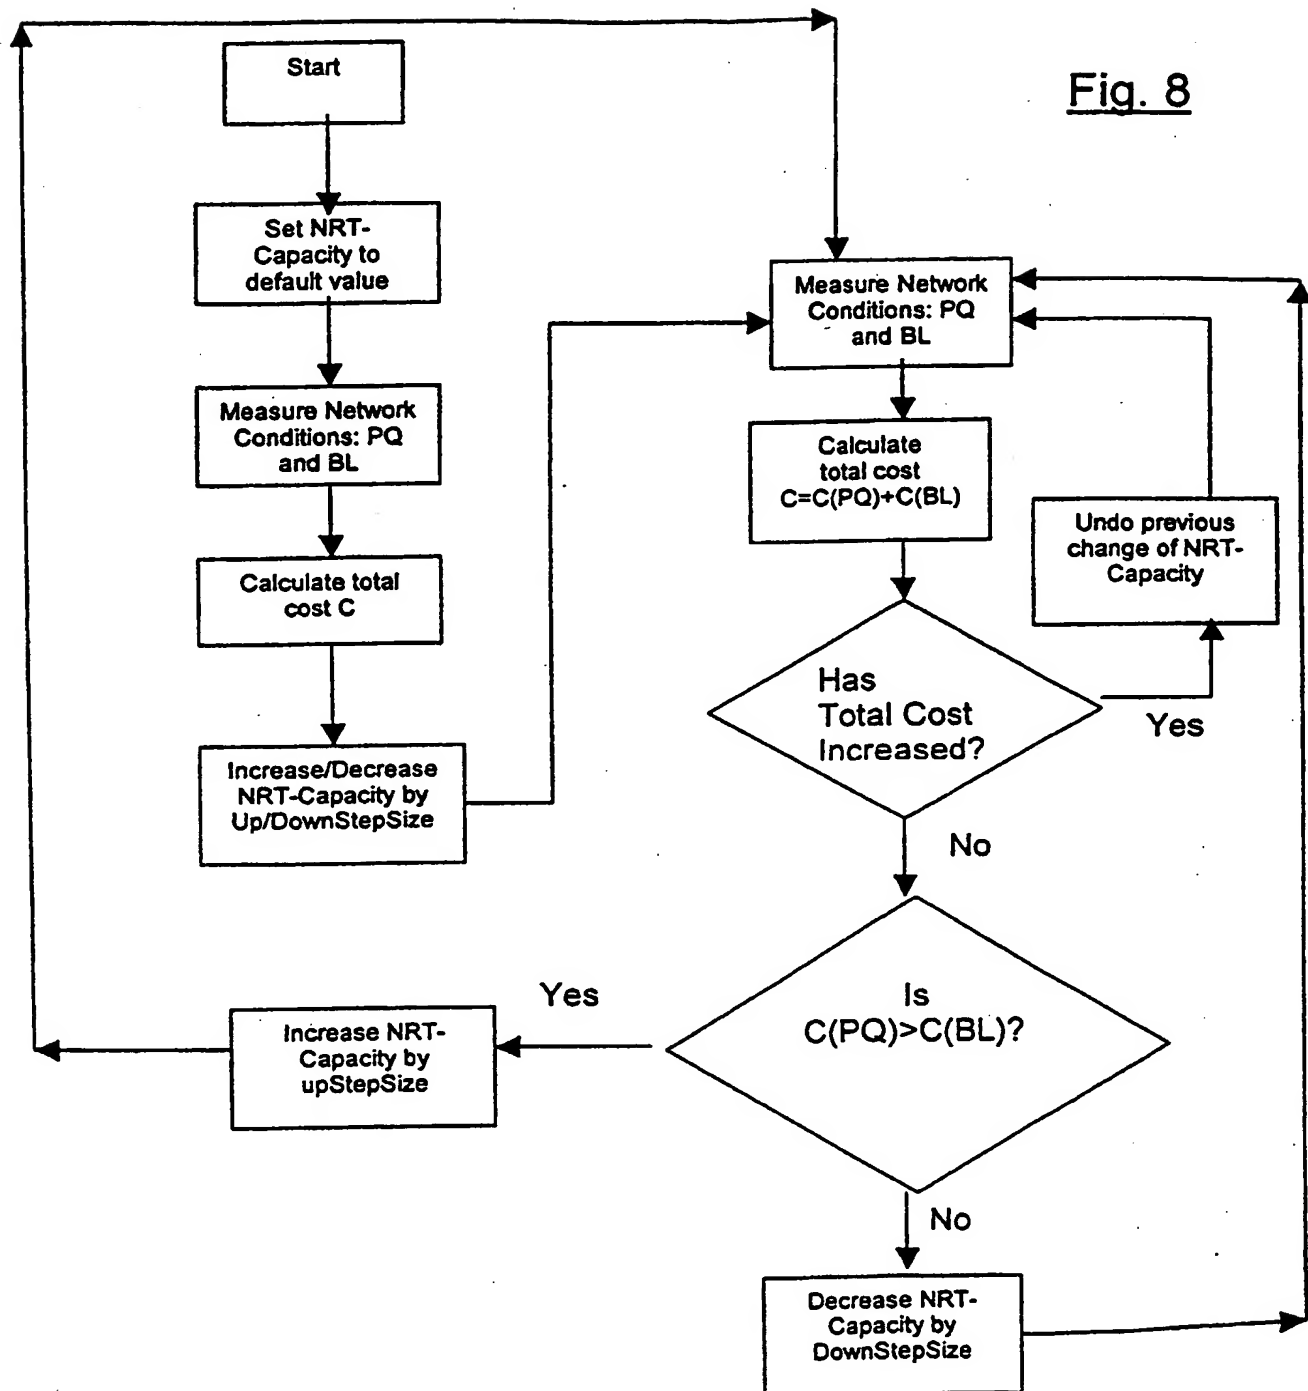 Fig. 8
Start
Set NRT-
Capacity to
default value
Measure Network
Conditions: PQ
and BL
Calculate total
cost C
Increase/Decrease
NRT-Capacity by
Up/DownStepSize
Measure Network
Conditions: PQ
and BL
Calculate
total cost
C=C(PQ)+C(BL)
Undo previous
change of NRT-
Capacity
Has
Total Cost
Increased?
Yes
No
Is
C(PQ)>C(BL)?
Yes
Increase NRT-
Capacity by
upStepSize
No
Decrease NRT-
Capacity by
DownStepSize